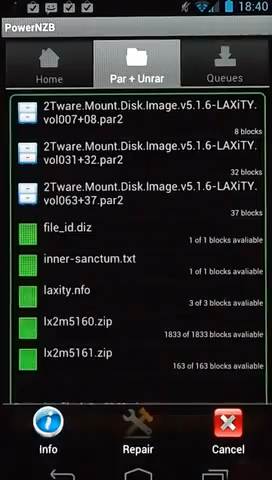 18:40
PowerNZB
Home
Par + Unrar
Queues
2Tware.Mount.Disk.Image.v5.1.6-LAXiTY.
vol007+08.par2
8 blocks
2Tware.Mount.Disk.Image.v5.1.6-LAXiTY.
vol031+32.par2
32 blocks
2Tware.Mount.Disk.Image.v5.1.6-LAXiTY.
vol063+37.par2
37 blocks
file_id.diz
1 of 1 blocks avaliable
inner-sanctum.txt
1 of 1 blocks avaliable
laxity.nfo
3 of 3 blocks avaliable
lx2m5160.zip
1833 of 1833 blocks avaliable
lx2m5161.zip
163 of 163 blocks avaliable
Info
Repair
Cancel